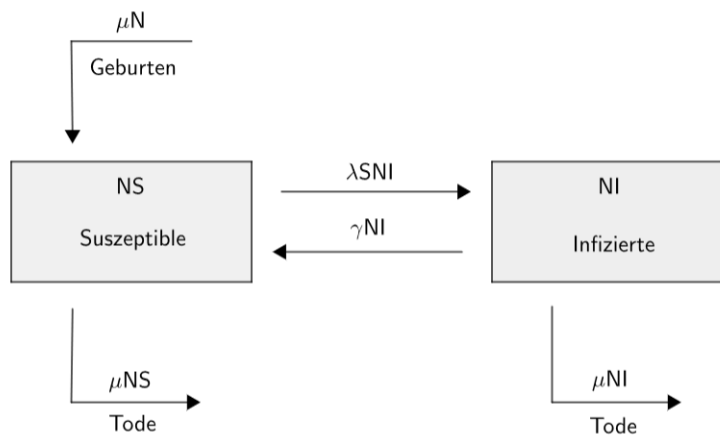 μN
Geburten
NS
Suszeptible
λSNI
γNI
NI
Infizierte
μNS
Tode
μNI
Tode